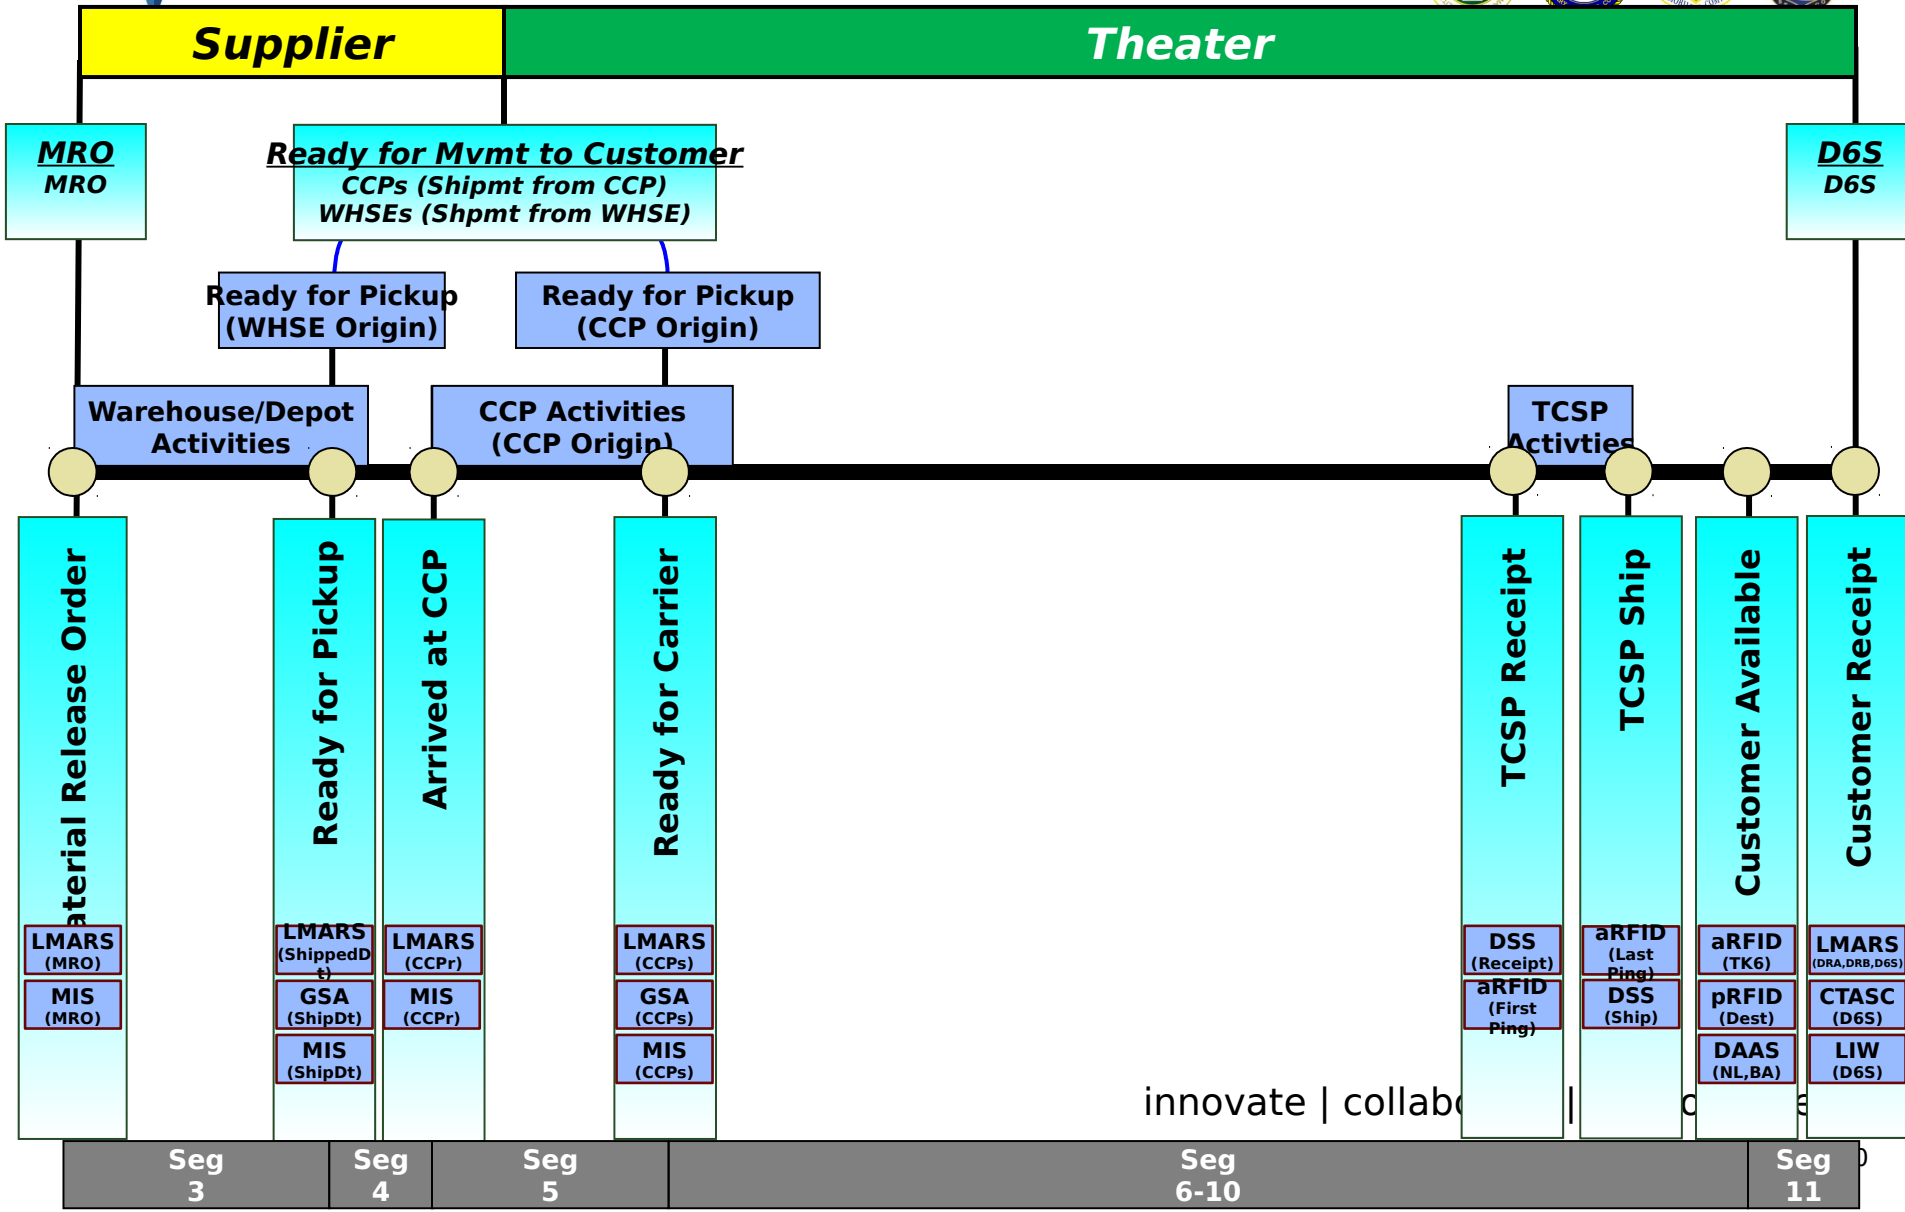 Supplier
Theater
MRO
MRO
Ready for Mvmt to Customer
CCPs (Shipmt from CCP)
WHSEs (Shpmt from WHSE)
D6S
D6S
Ready for Pickup
(WHSE Origin)
Ready for Pickup
(CCP Origin)
Warehouse/Depot
Activities
CCP Activities
(CCP Origin)
TCSP
Activties
aterial Release Order
LMARS
(MRO)
MIS
(MRO)
Ready for Pickup
LMARS
(ShippedD
t)
GSA
(ShipDt)
MIS
(ShipDt)
Arrived at CCP
LMARS
(CCPr)
MIS
(CCPr)
Ready for Carrier
LMARS
(CCPs)
GSA
(CCPs)
MIS
(CCPs)
TCSP Receipt
DSS
(Receipt)
aRFID
(First
Ping)
TCSP Ship
aRFID
(Last
Ping)
DSS
(Ship)
Customer Available
aRFID
(TK6)
pRFID
(Dest)
DAAS
(NL,BA)
Customer Receipt
LMARS
(DRA,DRB,D6S)
CTASC
(D6S)
LIW
(D6S)
innovate | collab
Seg
3
Seg
4
Seg
5
Seg
6-10
Seg
11